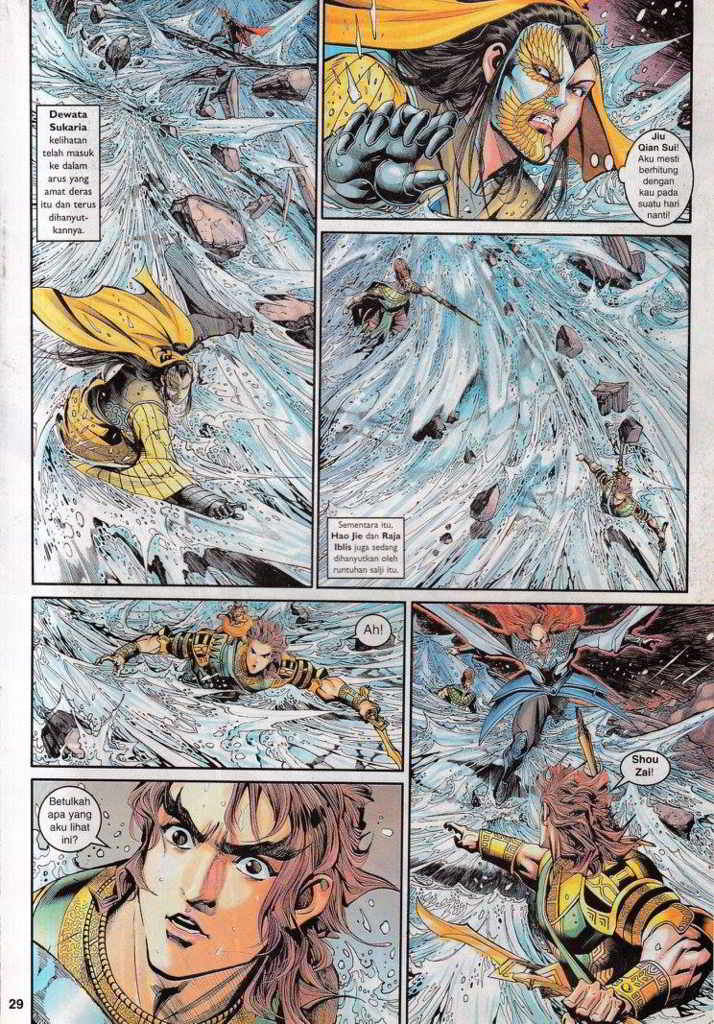 Dewata
Sukaria
kelihatan
telah masuk
ke dalam
arus yang
amat deras
itu dan terus
dihanyut-
kannya.
Jiu
Qian Sui!
Aku mesti
berhitung
dengan
kau pada
suatu hari
nanti!
Sementara itu,
Hao Jie dan Raja
Iblis juga sedang
dihanyutkan oleh
runtuhan salji itu.
Ah!
Betulkah
apa yang
aku lihat
ini?
Shou
Zai!
29